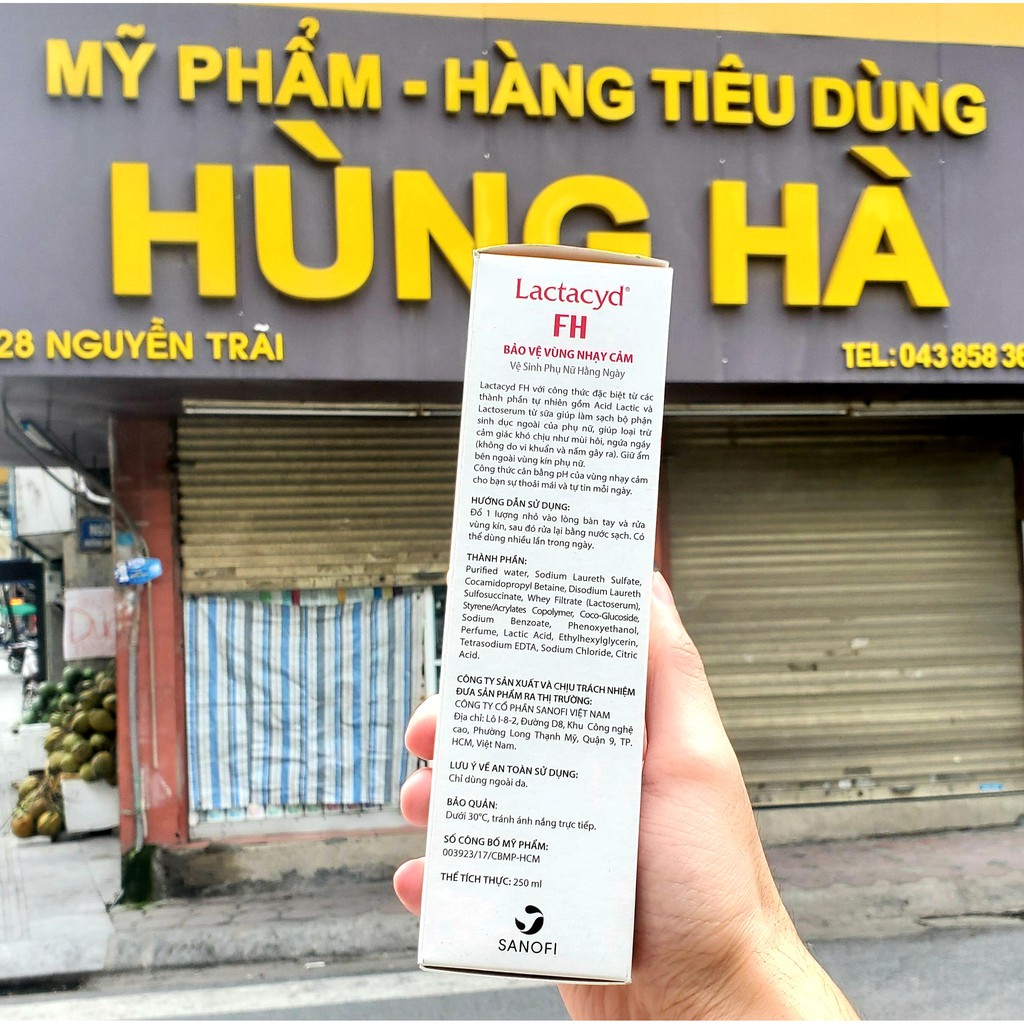 MỸ PHẨM - HÀNG TIÊU DÙNG
HÙNG HÀ
28 NGUYỄN TRÃI
TEL: 043 858 36
Lactacyd®
FH
BẢO VỆ VÙNG NHẠY CẢM
Vệ Sinh Phụ Nữ Hằng Ngày
Lactacyd FH với công thức đặc biệt từ các
thành phần tự nhiên gồm Acid Lactic và
Lactoserum từ sữa giúp làm sạch bộ phận
sinh dục ngoài của phụ nữ, giúp loại trừ
cảm giác khó chịu như mùi hôi, ngứa ngáy
(không do vi khuẩn và nấm gây ra). Giữ ẩm
bên ngoài vùng kín phụ nữ.
Công thức cân bằng pH của vùng nhạy cảm
cho bạn sự thoải mái và tự tin mỗi ngày.
HƯỚNG DẪN SỬ DỤNG:
Đổ 1 lượng nhỏ vào lòng bàn tay và rửa
vùng kín, sau đó rửa lại bằng nước sạch. Có
thể dùng nhiều lần trong ngày.
THÀNH PHẦN:
Purified water, Sodium Laureth Sulfate,
Cocamidopropyl Betaine, Disodium Laureth
Sulfosuccinate, Whey Filtrate (Lactoserum),
Styrene/Acrylates Copolymer, Coco-Glucoside,
Sodium Benzoate, Phenoxyethanol,
Perfume, Lactic Acid, Ethylhexylglycerin,
Tetrasodium EDTA, Sodium Chloride, Citric
Acid.
CÔNG TY SẢN XUẤT VÀ CHỊU TRÁCH NHIỆM
ĐƯA SẢN PHẨM RA THỊ TRƯỜNG:
CÔNG TY CỔ PHẦN SANOFI VIỆT NAM
Địa chỉ: Lô I-8-2, Đường D8, Khu Công nghệ
cao, Phường Long Thạnh Mỹ, Quận 9, TP.
HCM, Việt Nam.
LƯU Ý VỀ AN TOÀN SỬ DỤNG:
Chỉ dùng ngoài da.
BẢO QUẢN:
Dưới 30°C, tránh ánh nắng trực tiếp.
SỐ CÔNG BỐ MỸ PHẨM:
003923/17/CBMP-HCM
THỂ TÍCH THỰC: 250 ml
SANOFI